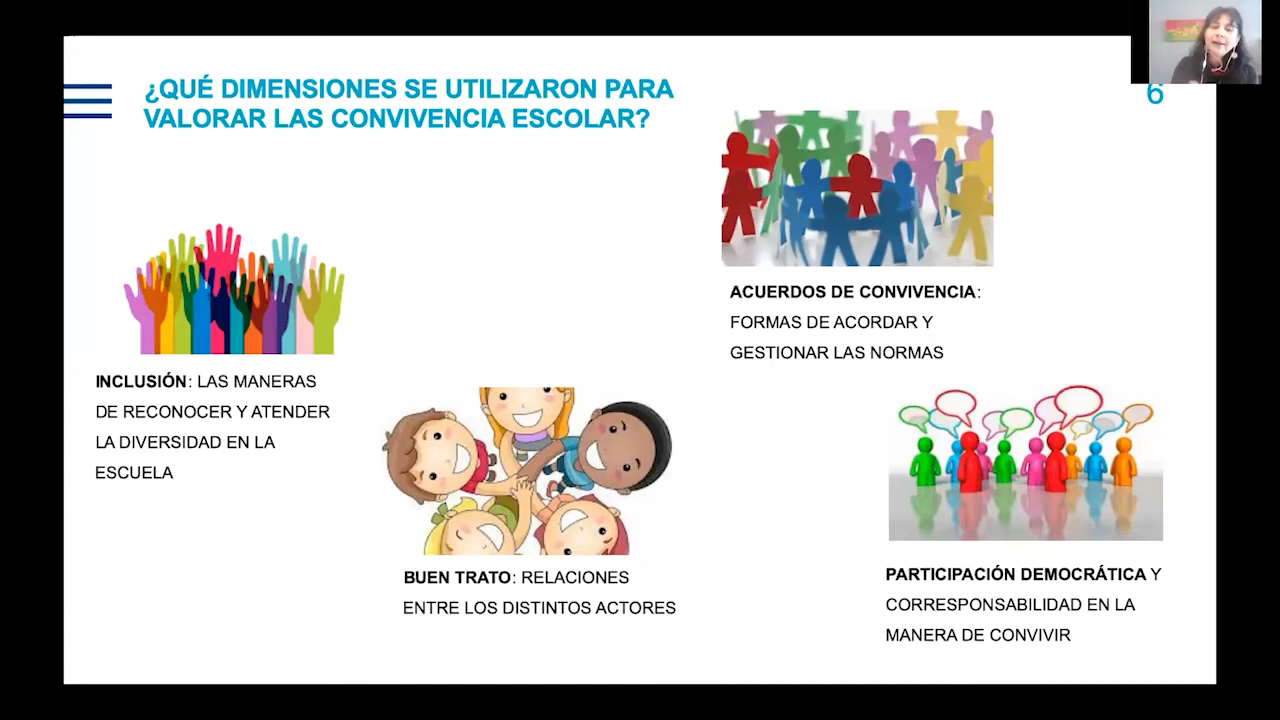 ¿QUÉ DIMENSIONES SE UTILIZARON PARA
VALORAR LAS CONVIVENCIA ESCOLAR?
6
INCLUSIÓN: LAS MANERAS
DE RECONOCER Y ATENDER
LA DIVERSIDAD EN LA
ESCUELA
BUEN TRATO: RELACIONES
ENTRE LOS DISTINTOS ACTORES
ACUERDOS DE CONVIVENCIA:
FORMAS DE ACORDAR Y
GESTIONAR LAS NORMAS
PARTICIPACIÓN DEMOCRÁTICA Y
CORRESPONSABILIDAD EN LA
MANERA DE CONVIVIR